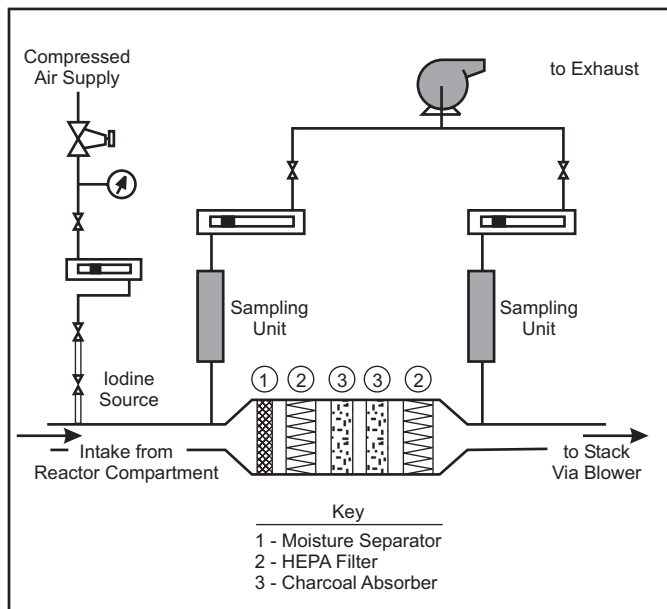 Compressed
Air Supply
to Exhaust
Sampling
Unit
Sampling
Unit
Iodine
Source
1 2 3 3 2
Intake from
Reactor Compartment
to Stack
Via Blower
Key
1 - Moisture Separator
2 - HEPA Filter
3 - Charcoal Absorber